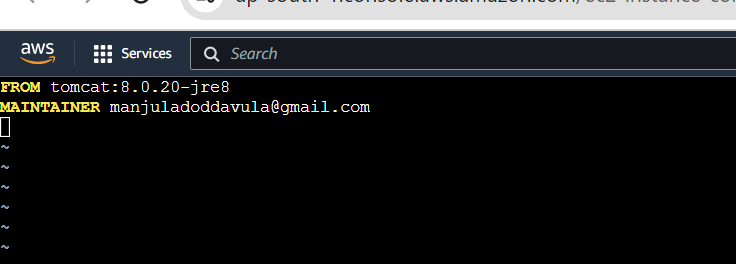 aws
Services
Search
FROM tomcat:8.0.20-jre8
MAINTAINER manjuladoddavula@gmail.com
~
~
~
~
~
~